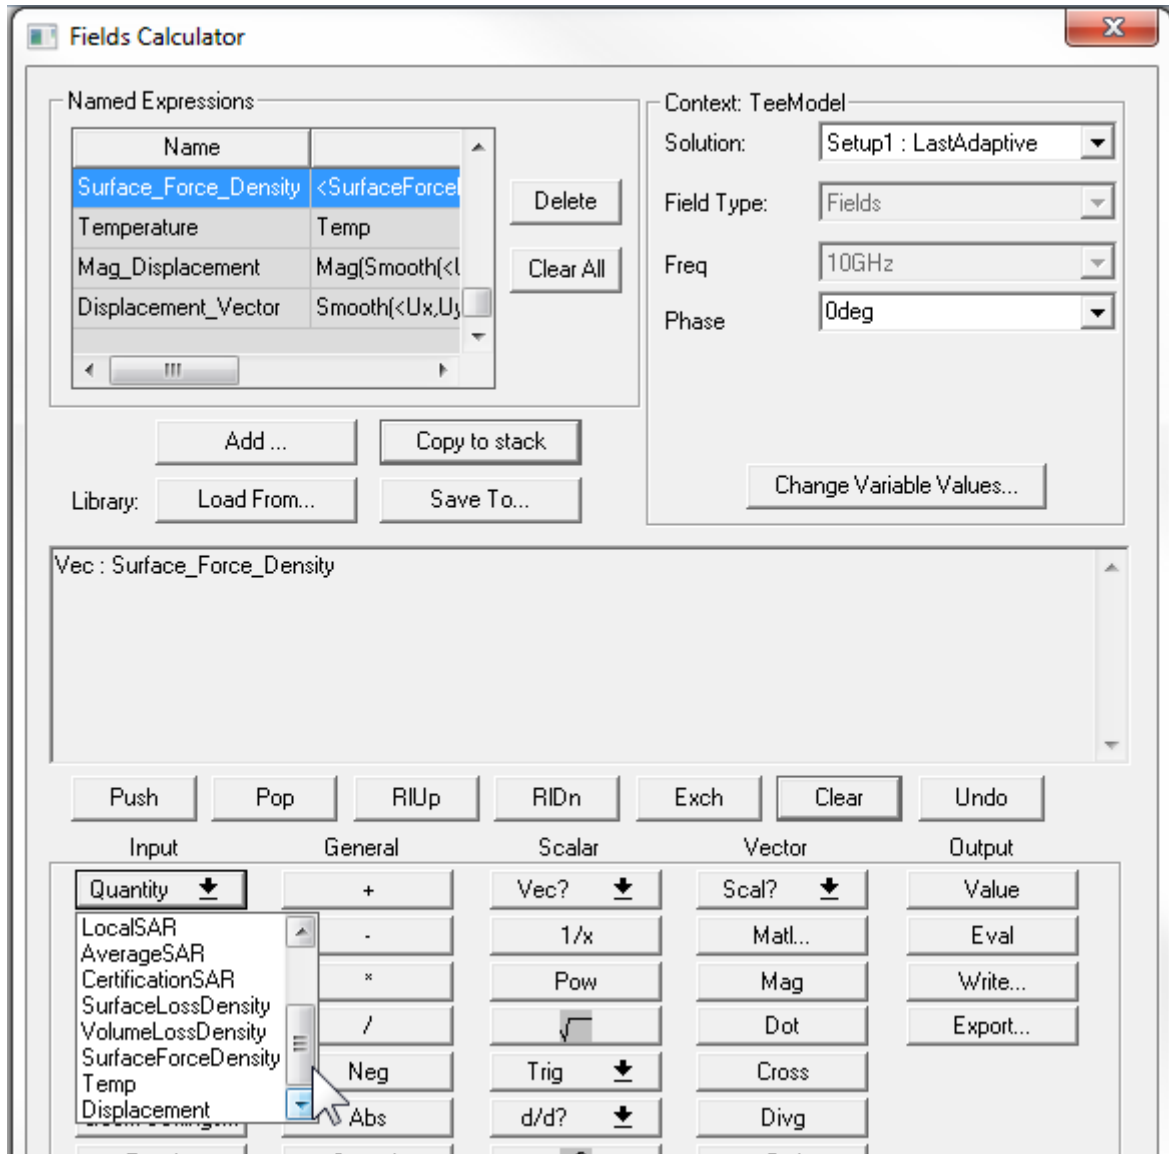 Fields Calculator
Named Expressions
Name
Surface_Force_Density <SurfaceForce
Temperature Temp
Mag_Displacement Mag(Smooth(<U
Displacement_Vector Smooth(<Ux,Uy
Delete
Clear All
Context: TeeModel
Solution: Setup1 : LastAdaptive
Field Type: Fields
Freq 10GHz
Phase 0deg
Change Variable Values...
Add ... Copy to stack
Library: Load From... Save To...
Vec : Surface_Force_Density
Push Pop RlUp RlDn Exch Clear Undo
Input General Scalar Vector Output
Quantity + Vec? Scal? Value
LocalSAR
AverageSAR
CertificationSAR
SurfaceLossDensity
VolumeLossDensity
SurfaceForceDensity
Temp
Displacement
- 1/x Matl... Eval
* Pow Mag Write...
/ √ Dot Export...
Neg Trig Cross
Abs d/d? Divg